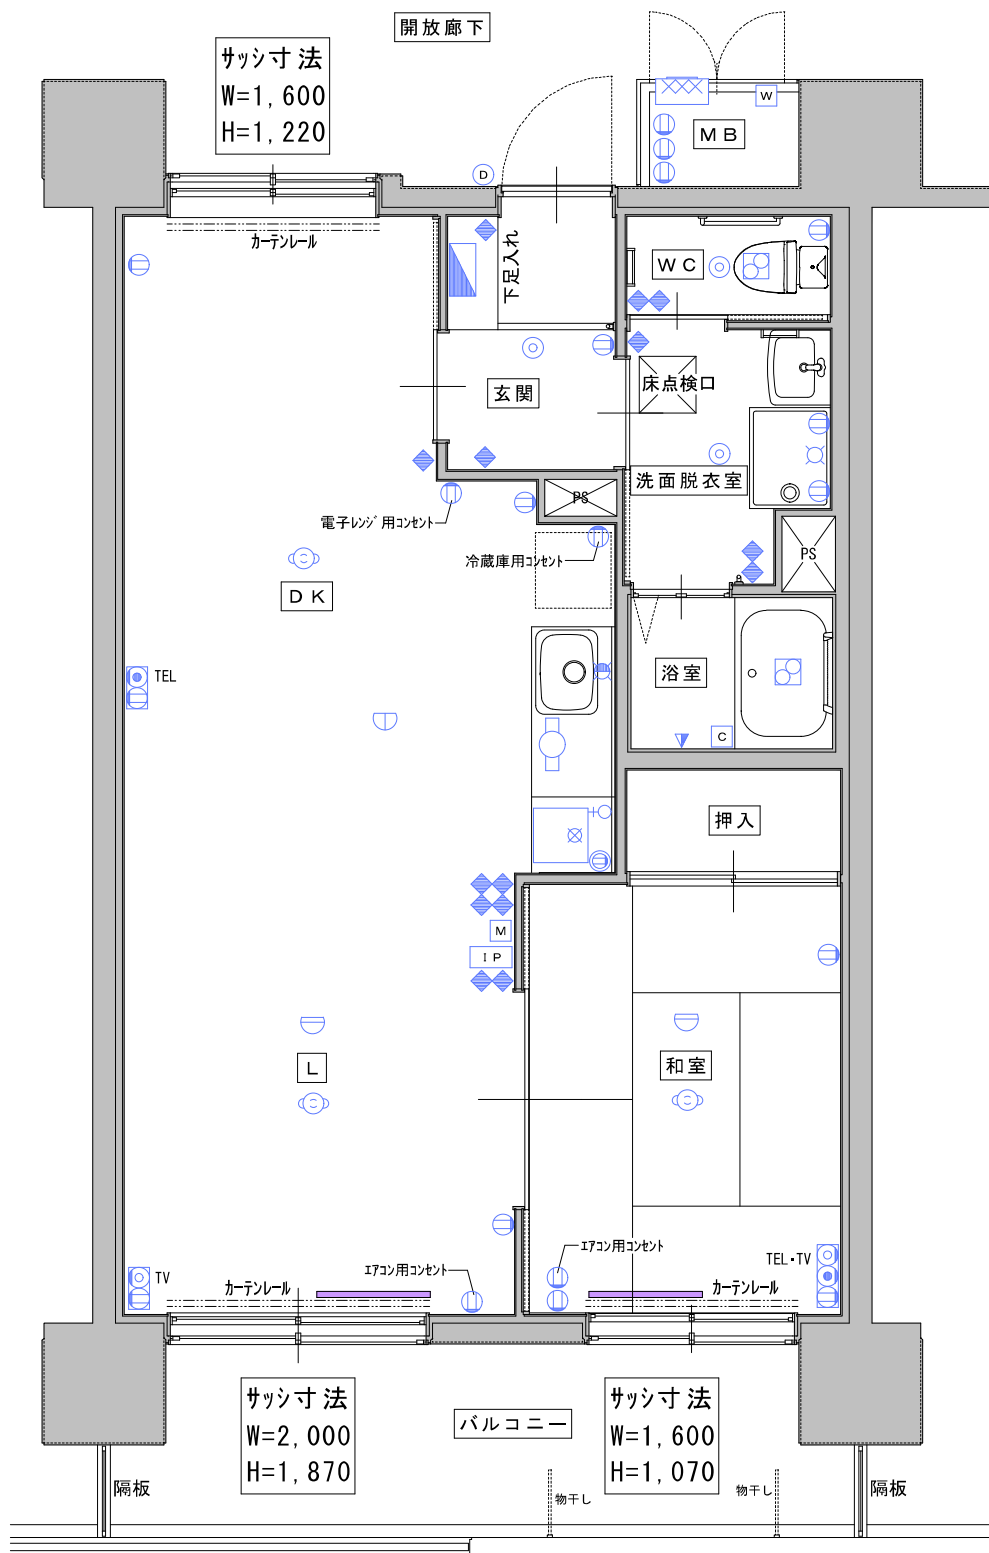 開放廊下
サッシ寸法
W=1,600
H=1,220
W
MB
D
カーテンレール
下足入れ
WC
玄関
床点検口
洗面脱衣室
PS
電子レンジ用コンセント
冷蔵庫用コンセント
PS
DK
TEL
浴室
C
押入
M
IP
L
和室
エアコン用コンセント
エアコン用コンセント
TEL・TV
TV
カーテンレール
カーテンレール
サッシ寸法
W=2,000
H=1,870
バルコニー
サッシ寸法
W=1,600
H=1,070
隔板
物干し
物干し
隔板